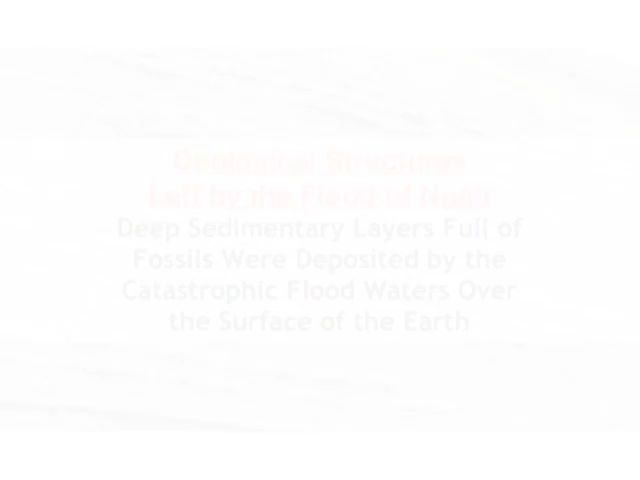 Geological Structures
Left by the Flood of Noah
Deep Sedimentary Layers Full of
Fossils Were Deposited by the
Catastrophic Flood Waters Over
the Surface of the Earth